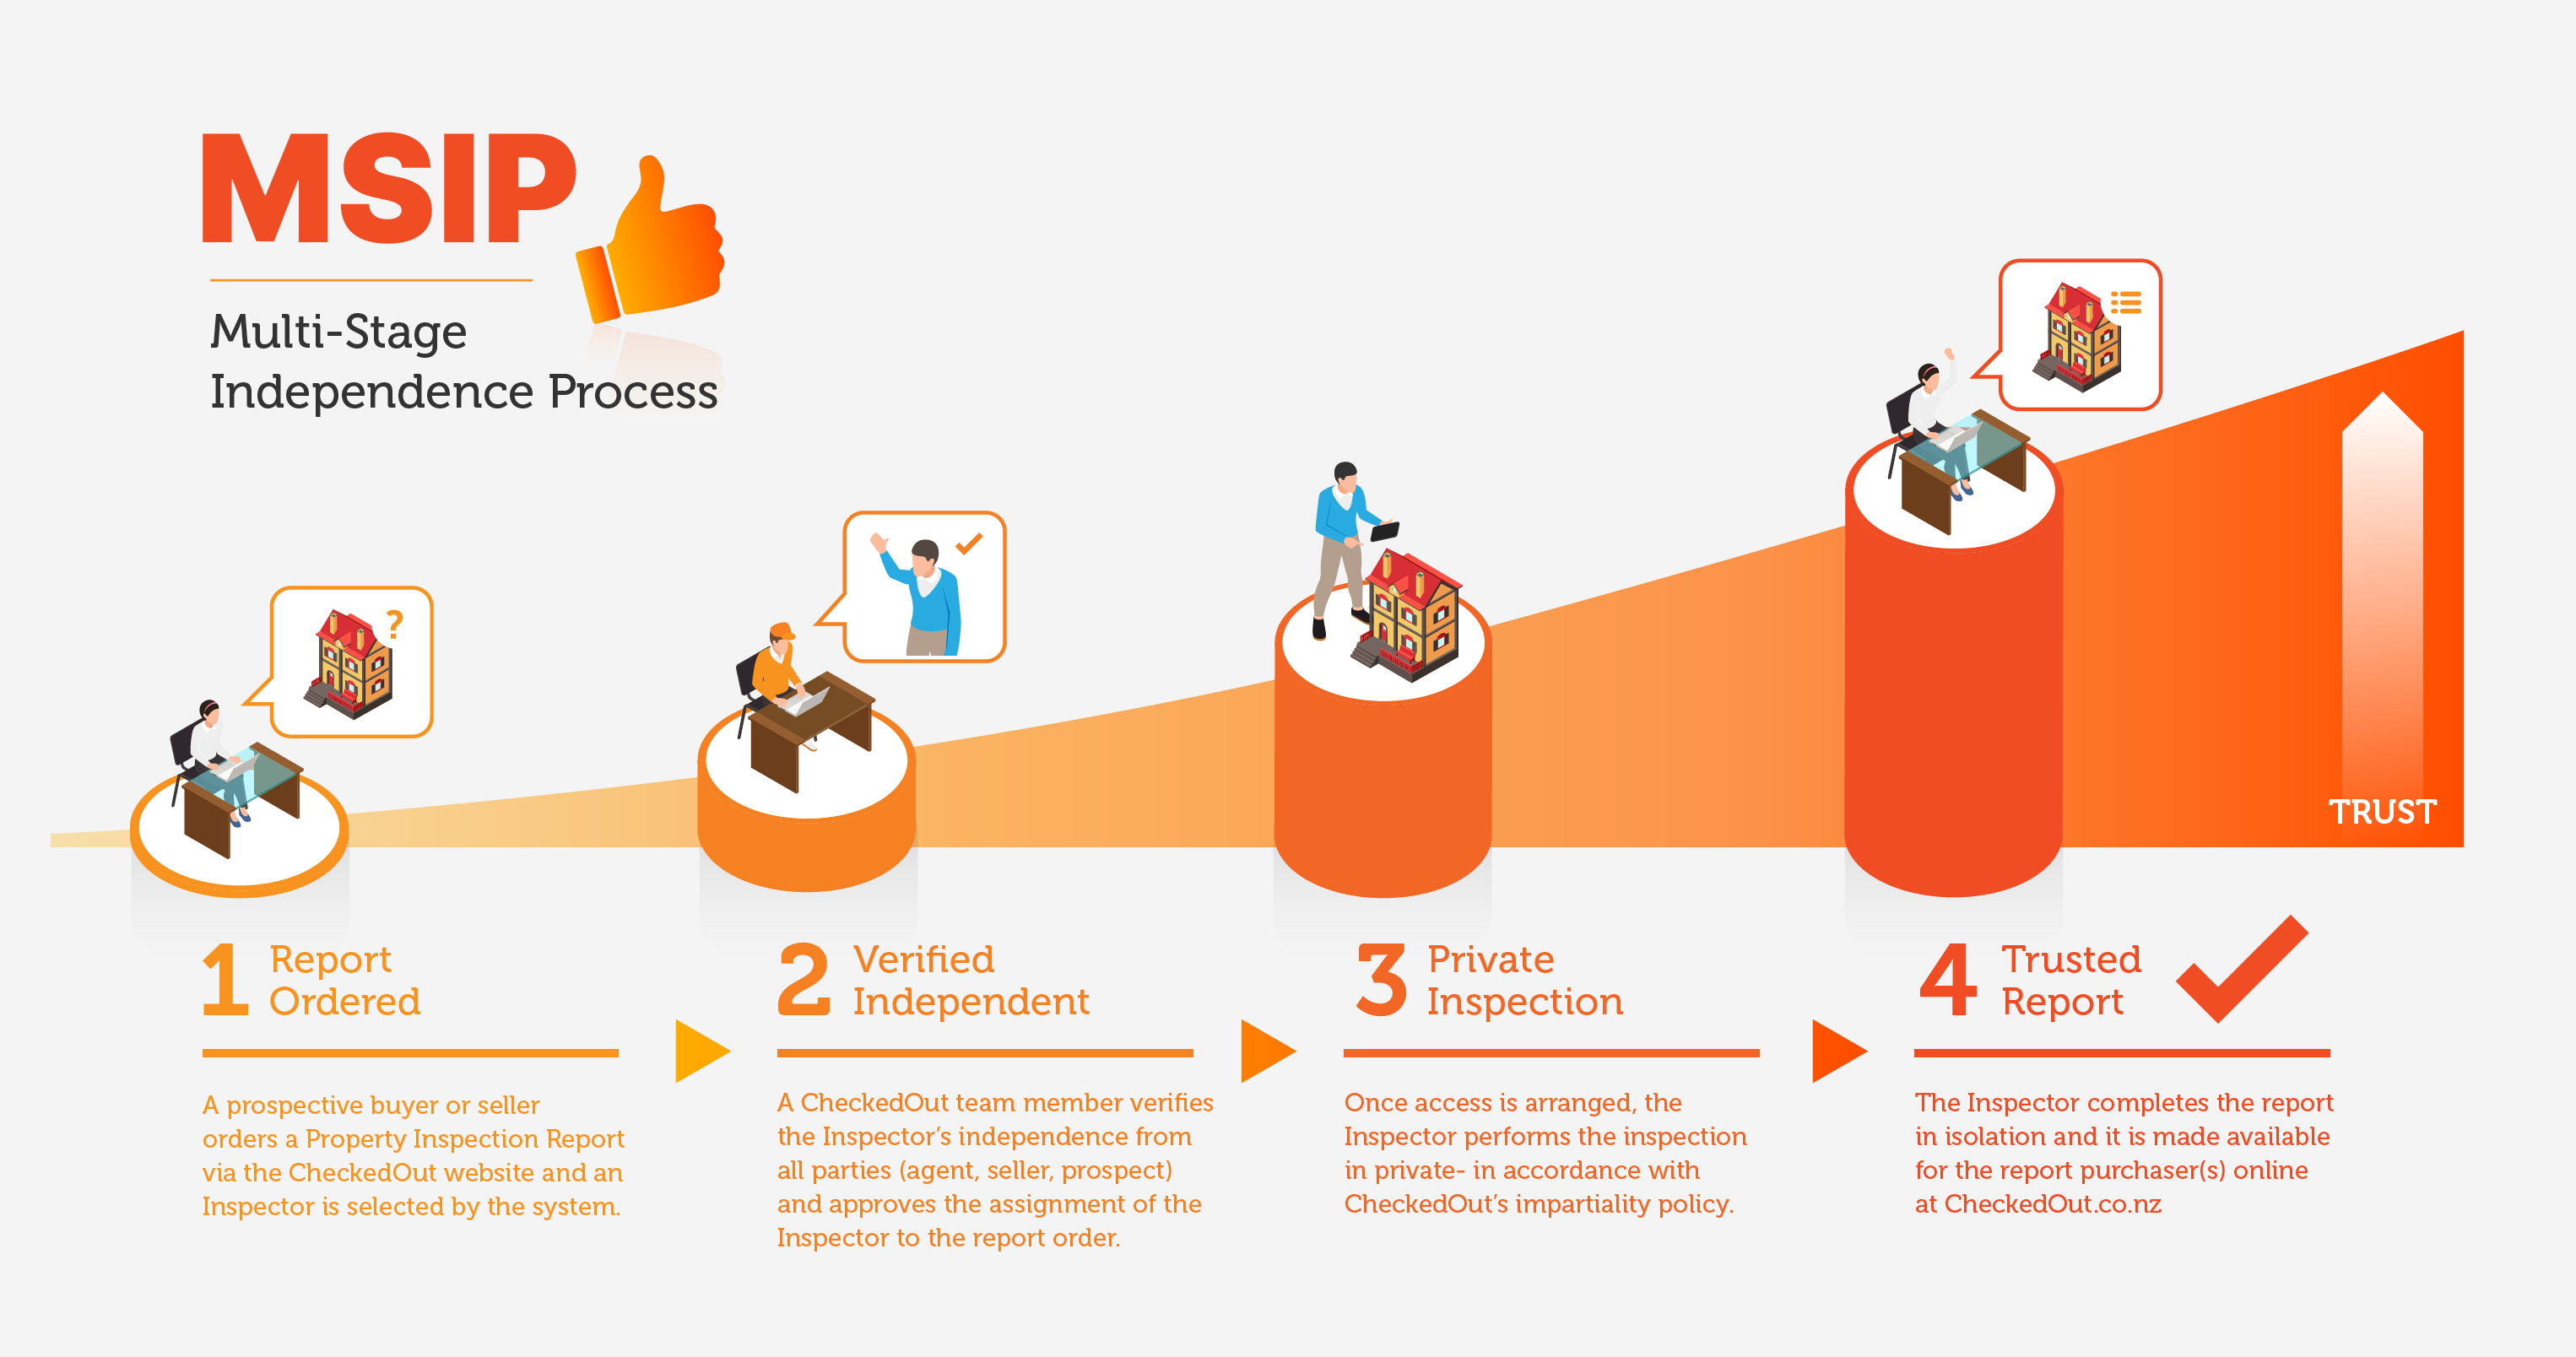 MSIP
Multi-Stage
Independence Process
?
TRUST
1 Report
Ordered
A prospective buyer or seller
orders a Property Inspection Report
via the CheckedOut website and an
Inspector is selected by the system.
2 Verified
Independent
A CheckedOut team member verifies
the Inspector’s independence from
all parties (agent, seller, prospect)
and approves the assignment of the
Inspector to the report order.
3 Private
Inspection
Once access is arranged, the
Inspector performs the inspection
in private- in accordance with
CheckedOut’s impartiality policy.
4 Trusted
Report
The Inspector completes the report
in isolation and it is made available
for the report purchaser(s) online
at CheckedOut.co.nz